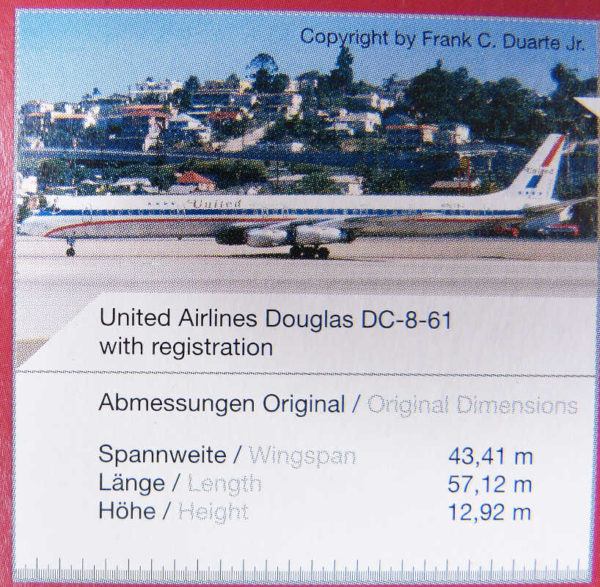 Copyright by Frank C. Duarte Jr.
United
United
United Airlines Douglas DC-8-61
with registration
Abmessungen Original / Original Dimensions
Spannweite / Wingspan 43,41 m
Länge / Length 57,12 m
Höhe / Height 12,92 m